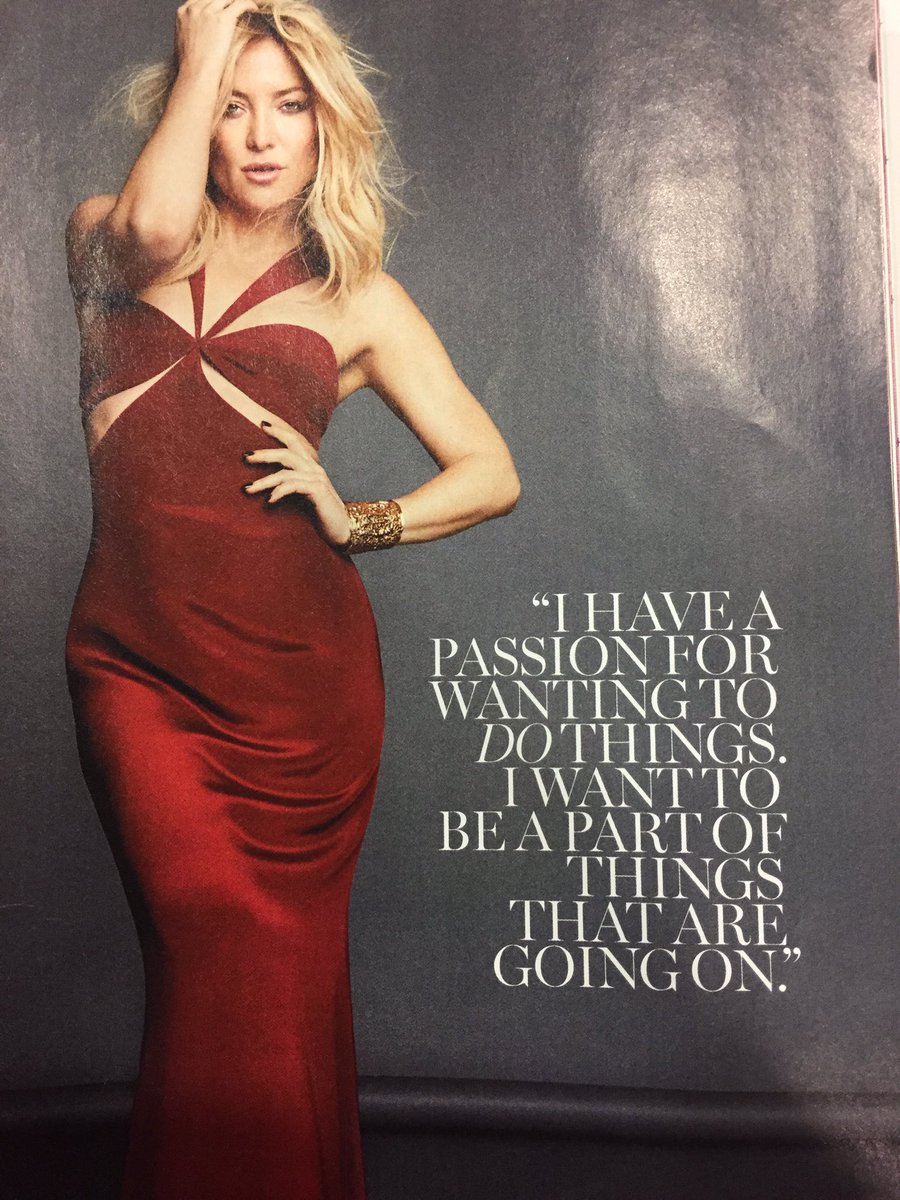 “I HAVE A
PASSION FOR
WANTING TO
DO THINGS.
I WANT TO
BE A PART OF
THINGS
THAT ARE
GOING ON.”